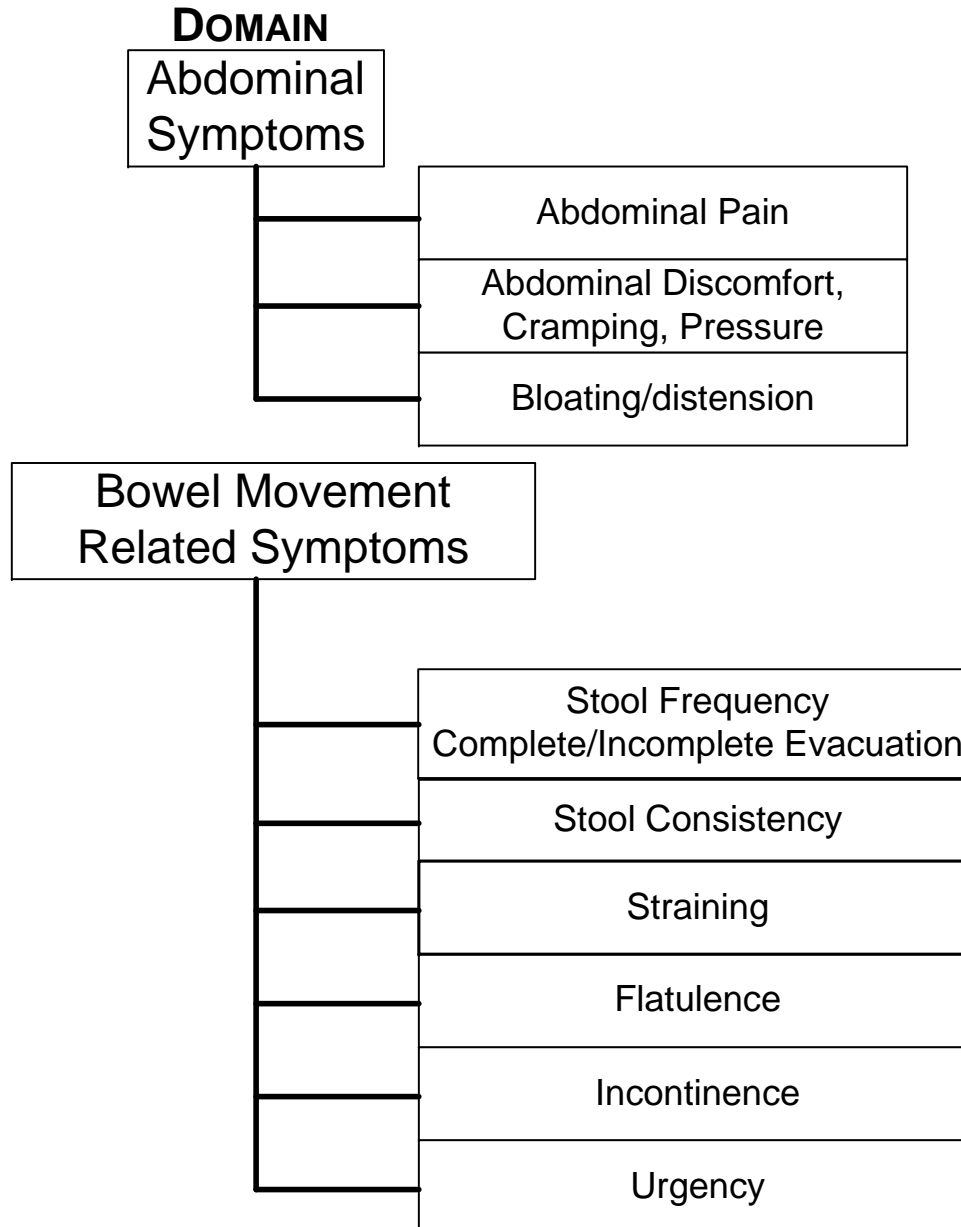 DOMAIN
Abdominal
Symptoms
Abdominal Pain
Abdominal Discomfort,
Cramping, Pressure
Bloating/distension
Bowel Movement
Related Symptoms
Stool Frequency
Complete/Incomplete Evacuation
Stool Consistency
Straining
Flatulence
Incontinence
Urgency